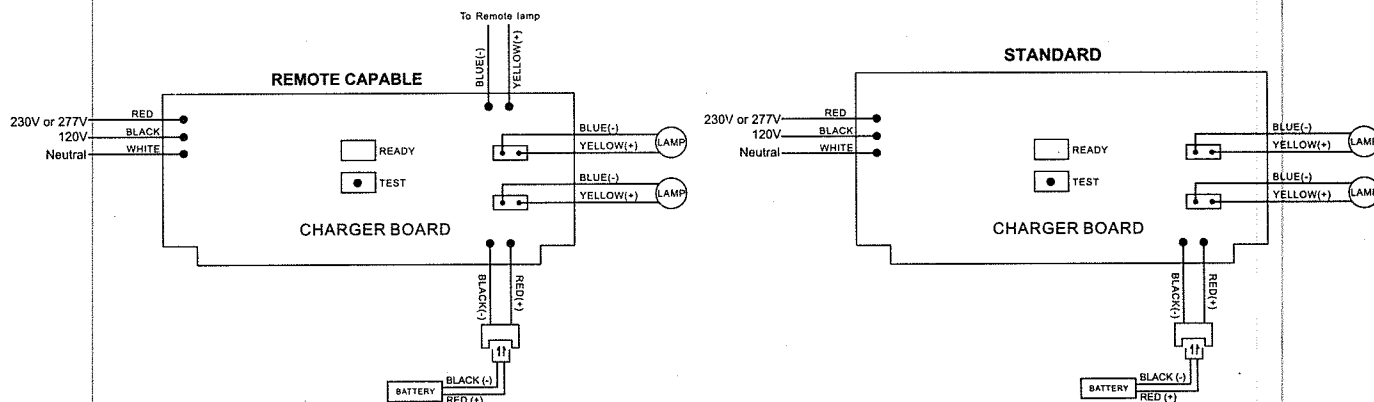 To Remote lamp
BLUE(-)
YELLOW(+)
REMOTE CAPABLE
230V or 277V
RED
120V
BLACK
Neutral
WHITE
READY
TEST
BLUE(-)
YELLOW(+)
LAMP
BLUE(-)
YELLOW(+)
LAMP
CHARGER BOARD
BLACK(-)
RED(+)
BATTERY
BLACK (-)
RED (+)
STANDARD
230V or 277V
RED
120V
BLACK
Neutral
WHITE
READY
TEST
BLUE(-)
YELLOW(+)
LAMP
BLUE(-)
YELLOW(+)
LAMP
CHARGER BOARD
BLACK(-)
RED(+)
BATTERY
BLACK (-)
RED (+)